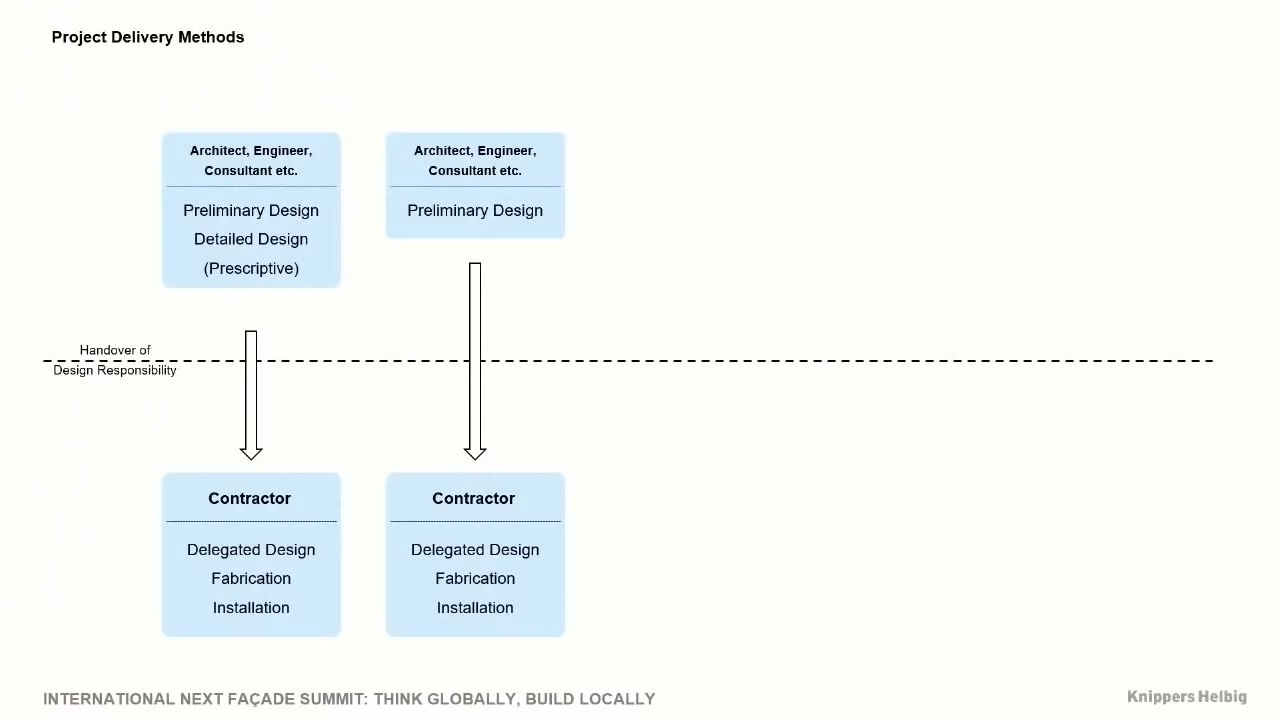 Project Delivery Methods
Architect, Engineer,
Consultant etc.
Preliminary Design
Detailed Design
(Prescriptive)
Architect, Engineer,
Consultant etc.
Preliminary Design
Handover of
Design Responsibility
Contractor
Delegated Design
Fabrication
Installation
Contractor
Delegated Design
Fabrication
Installation
INTERNATIONAL NEXT FAÇADE SUMMIT: THINK GLOBALLY, BUILD LOCALLY
Knippers Helbig